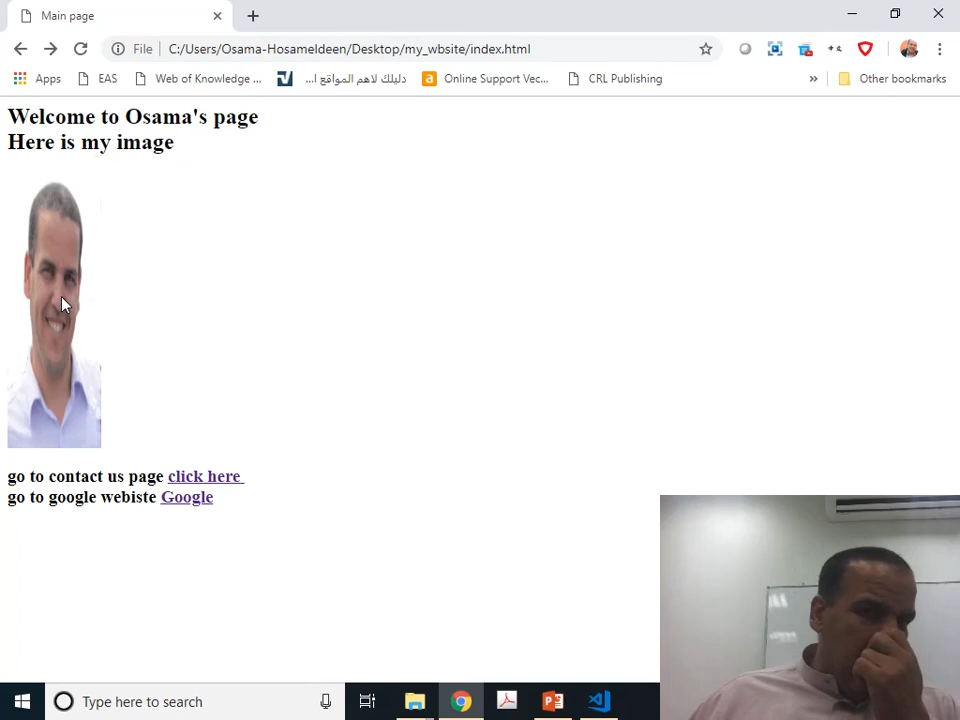 Main page
File C:/Users/Osama-Hosameldeen/Desktop/my_wbsite/index.html
Apps EAS Web of Knowledge ... دليلك لاهم المواقع ا... Online Support Vec... CRL Publishing » Other bookmarks
Welcome to Osama's page
Here is my image
go to contact us page click here
go to google webiste Google
Type here to search